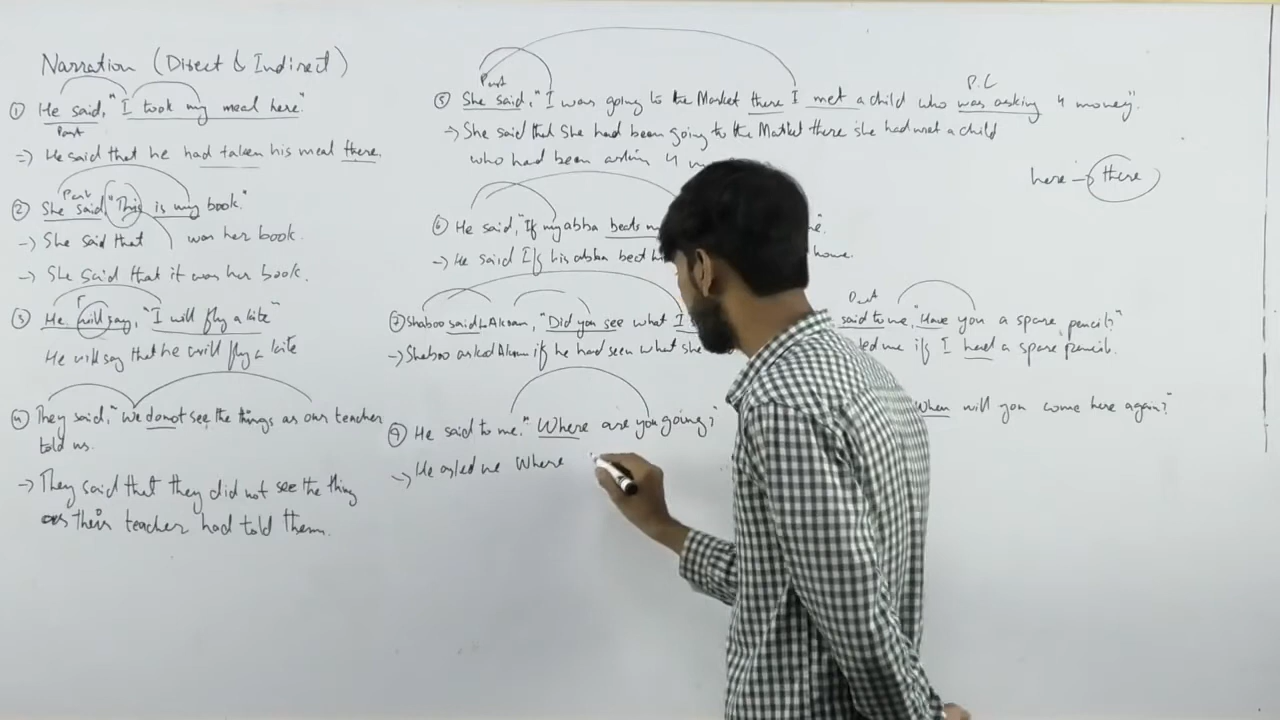 Narration (Direct & Indirect)
① He said, "I took my meal here."
Past
=> He said that he had taken his meal there.
Past
② She said "This is my book."
-> She said that was her book.
-> She said that it was her book.
③ He will say, "I will fly a kite"
He will say that he will fly a kite
④ They said, "we do not see the things as our teacher
told us.
-> They said that they did not see the thing
as their teacher had told them.
Past
P.C
⑤ She said, "I was going to the Market there I met a child who was asking 4 money".
-> She said that She had been going to the Market there she had met a child
who had been asking 4
here -> there
⑥ He said, "If my abba beats
-> He said If his abba beat home.
⑦ Shaboo said to Akram, "Did you see what I
-> Shaboo asked Akram if he had seen what she
said to me, "Have you a spare pencil?"
me if I had a spare pencil.
⑨ He said to me, "Where are you going?
-> He asked me Where
When will you come here again?"